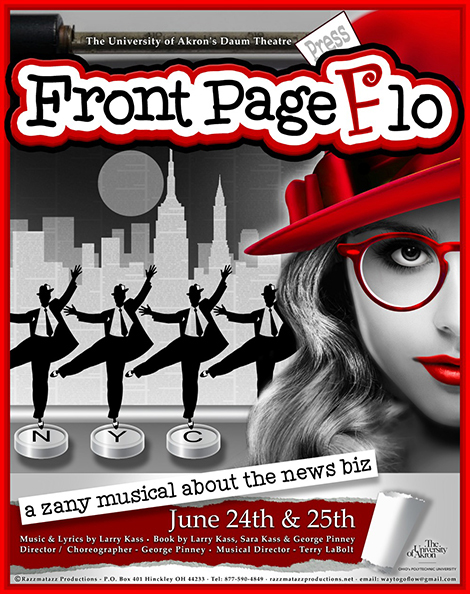 The University of Akron's Daum Theatre
Press
Front Page Flo
N Y C
a zany musical about the news biz
June 24th & 25th
Music & Lyrics by Larry Kass • Book by Larry Kass, Sara Kass & George Pinney
Director / Choreographer - George Pinney • Musical Director - Terry LaBolt
The
University
of Akron
OHIO'S POLYTECHNIC UNIVERSITY
©Razzmatazz Productions - P.O. Box 401 Hinckley OH 44233 - Tel: 877-590-4849 - razzmatazzproductions.net - email: waytogoflow@gmail.com